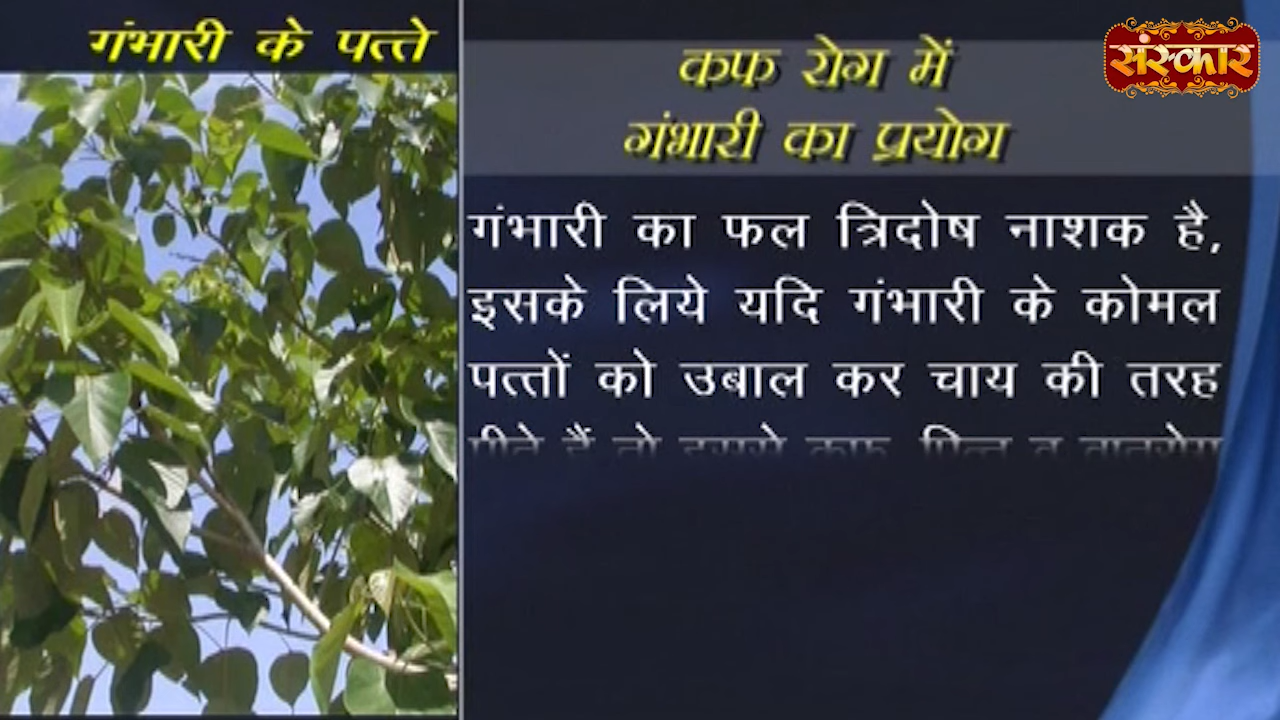 गंभारी के पत्ते
संस्कार
कफ रोग में
गंभारी का प्रयोग
गंभारी का फल त्रिदोष नाशक है,
इसके लिये यदि गंभारी के कोमल
पत्तों को उबाल कर चाय की तरह